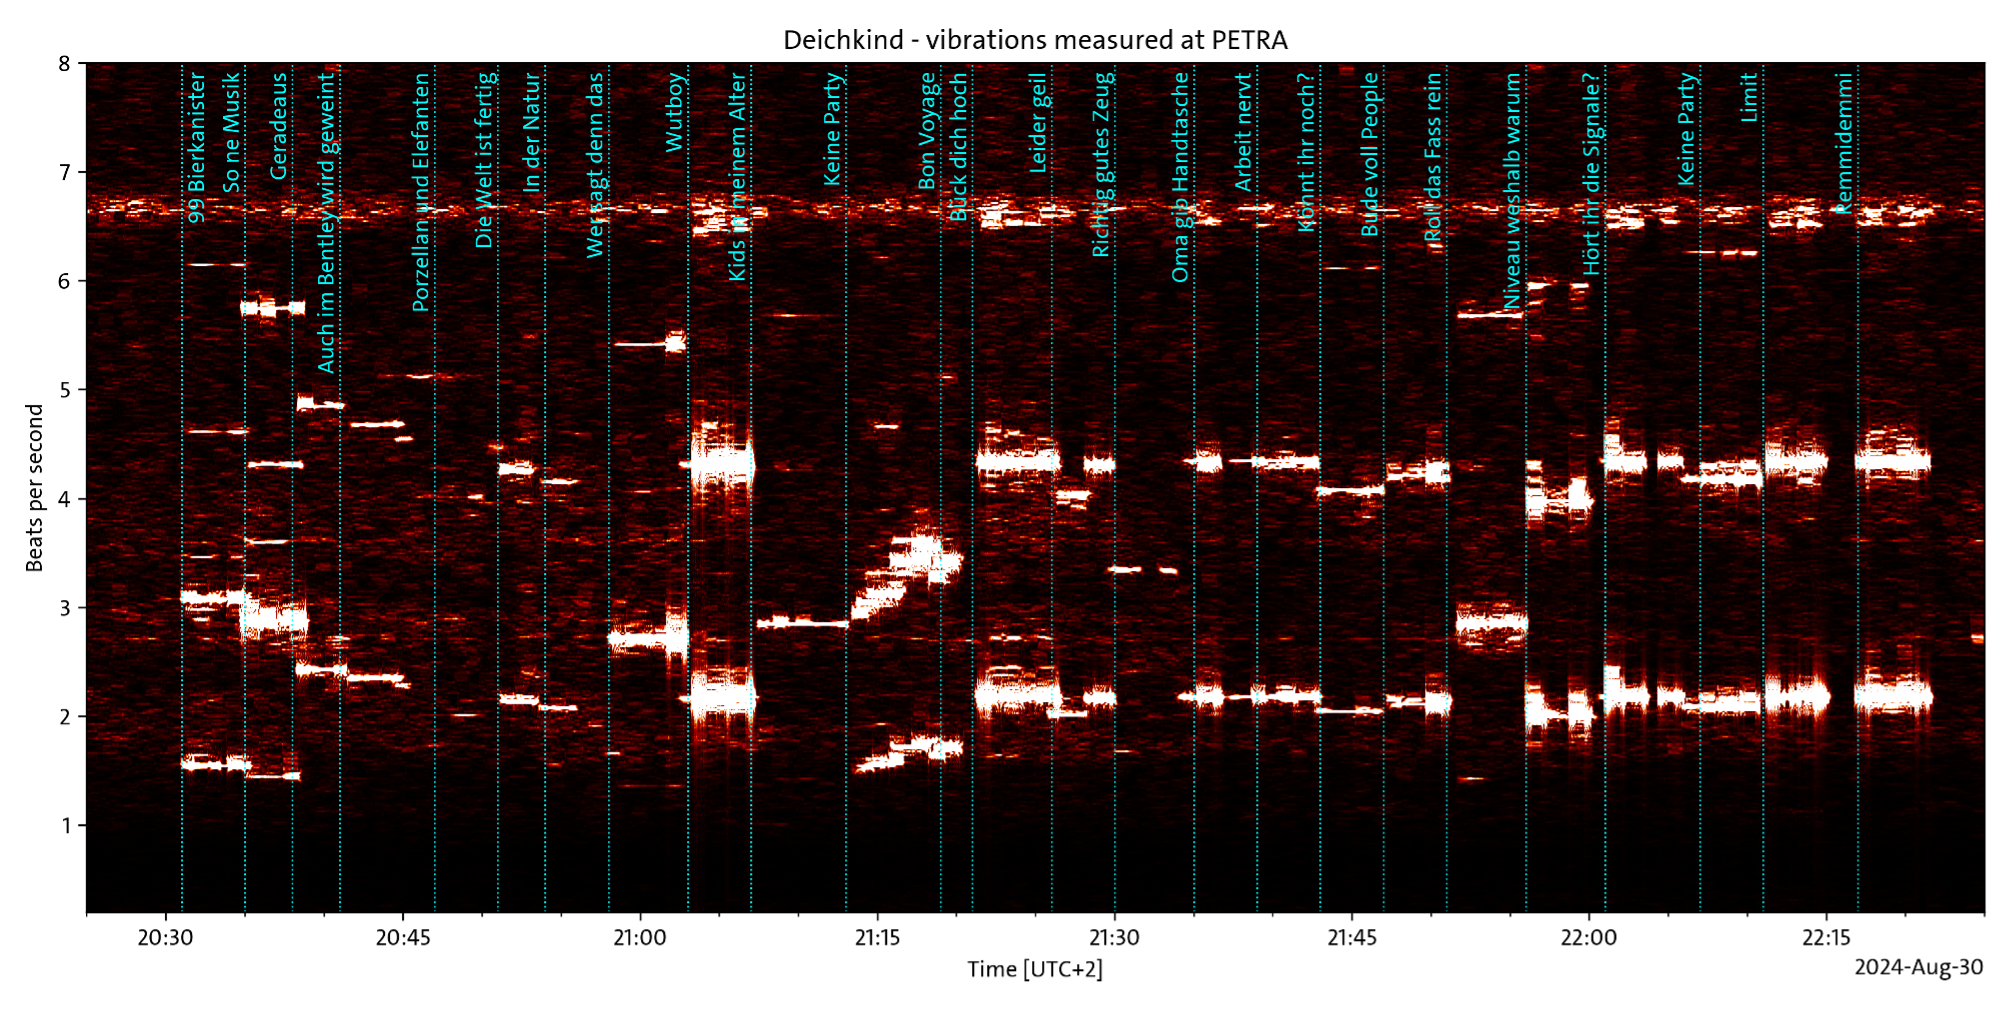 Deichkind - vibrations measured at PETRA
8
7
6
5
4
3
2
1
Beats per second
99 Bierkanister
So ne Musik
Geradeaus
Auch im Bentley wird geweint
Porzellan und Elefanten
Die Welt ist fertig
In der Natur
Wer sagt denn das
Wutboy
Kids in meinem Alter
Keine Party
Bon Voyage
Bück dich hoch
Leider geil
Richtig gutes Zeug
Oma gib Handtasche
Arbeit nervt
Könnt ihr noch?
Bude voll People
Roll das Fass rein
Niveau weshalb warum
Hört ihr die Signale?
Keine Party
Limit
Remmidemmi
20:30
20:45
21:00
21:15
21:30
21:45
22:00
22:15
Time [UTC+2]
2024-Aug-30